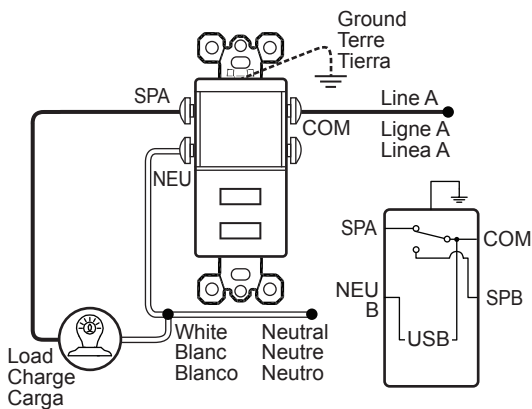 Ground
Terre
Tierra
SPA
Line A
COM
Ligne A
Linea A
NEU
SPA
COM
NEU
B
SPB
USB
White
Blanc
Blanco
Neutral
Neutre
Neutro
Load
Charge
Carga